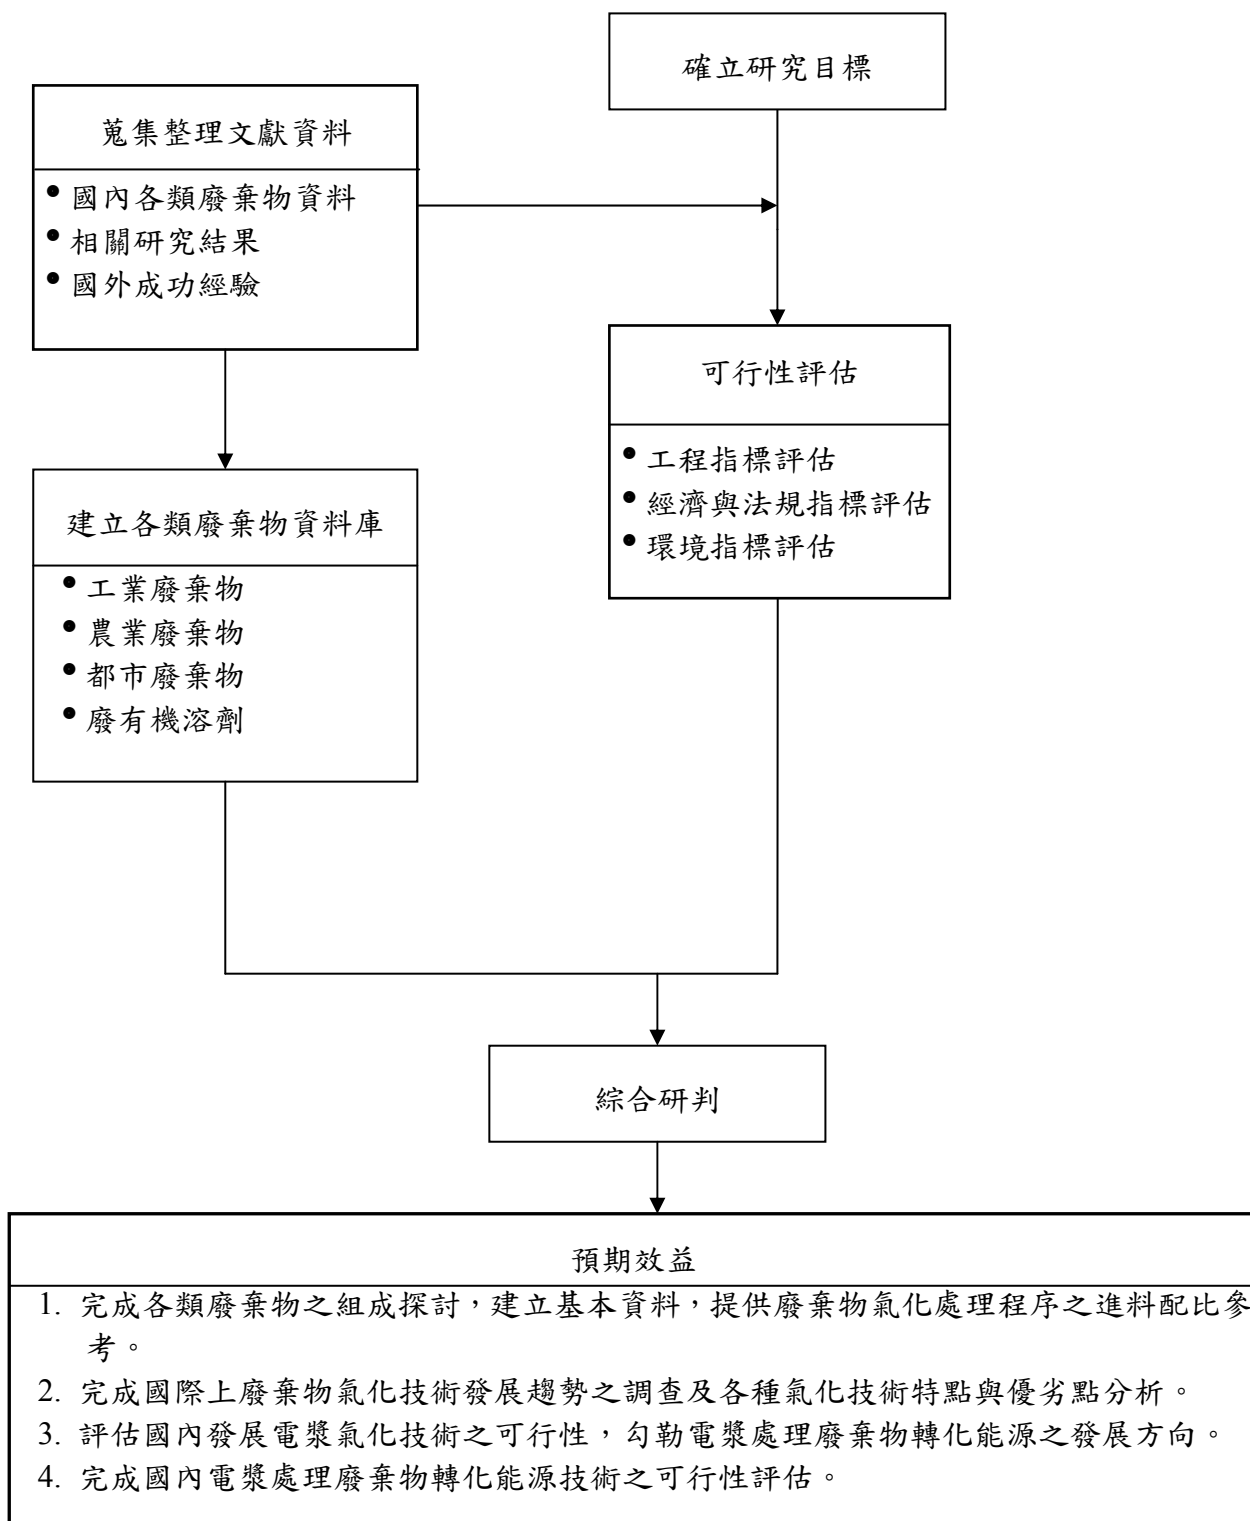 確立研究目標
蒐集整理文獻資料
• 國內各類廢棄物資料
• 相關研究結果
• 國外成功經驗
可行性評估
• 工程指標評估
• 經濟與法規指標評估
• 環境指標評估
建立各類廢棄物資料庫
• 工業廢棄物
• 農業廢棄物
• 都市廢棄物
• 廢有機溶劑
綜合研判
預期效益
1. 完成各類廢棄物之組成探討，建立基本資料，提供廢棄物氣化處理程序之進料配比參
考。
2. 完成國際上廢棄物氣化技術發展趨勢之調查及各種氣化技術特點與優劣點分析。
3. 評估國內發展電漿氣化技術之可行性，勾勒電漿處理廢棄物轉化能源之發展方向。
4. 完成國內電漿處理廢棄物轉化能源技術之可行性評估。